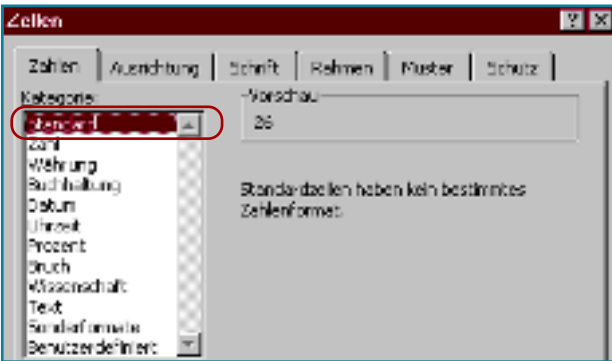 Zellen
Zahlen Ausrichtung Schrift Rahmen Muster Schutz
Kategorie:
Standard
Zahl
Währung
Buchhaltung
Datum
Uhrzeit
Prozent
Bruch
Wissenschaft
Text
Sonderformate
Benutzerdefiniert
Vorschau
26
Standardzellen haben kein bestimmtes
Zahlenformat.